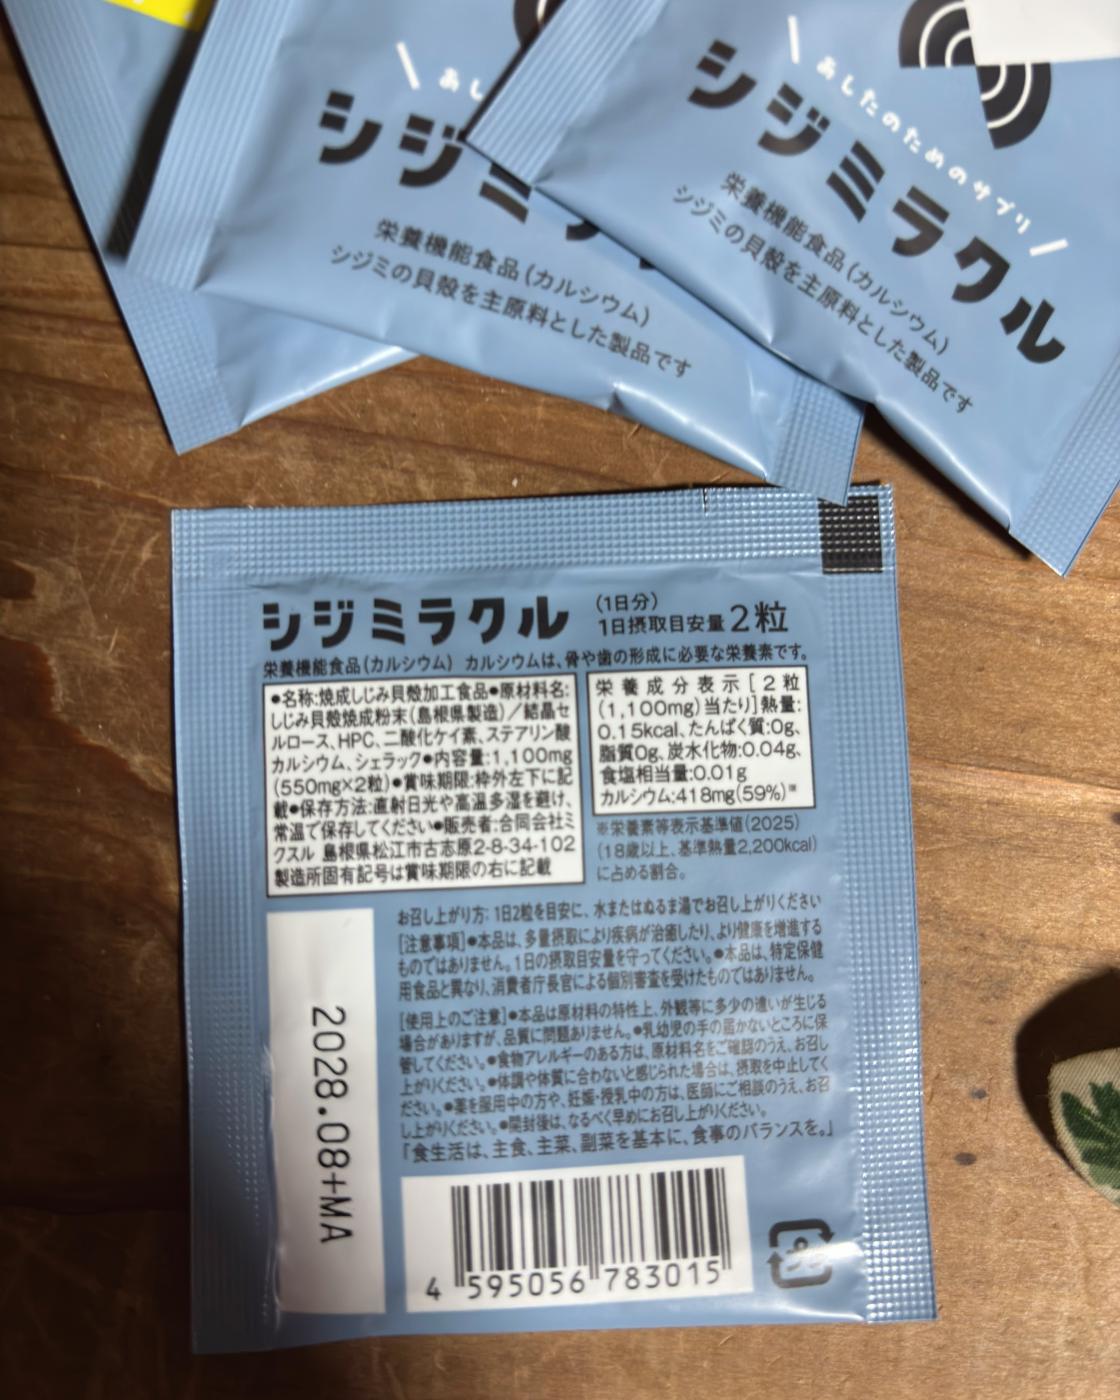 あし
シジミ
栄養機能食品(カルシウム)
シジミの貝殻を主原料とした製品です
あしたのためのサプリ
シジミラクル
栄養機能食品(カルシウム)
シジミの貝殻を主原料とした製品です
シジミラクル
(1日分)
1日摂取目安量2粒
栄養機能食品(カルシウム) カルシウムは、骨や歯の形成に必要な栄養素です。
●名称:焼成しじみ貝殻加工食品●原材料名:
しじみ貝殻焼成粉末(島根県製造)/結晶セ
ルロース、HPC、二酸化ケイ素、ステアリン酸
カルシウム、シェラック●内容量:1,100mg
(550mg×2粒)●賞味期限:枠外左下に記
載●保存方法:直射日光や高温多湿を避け、
常温で保存してください●販売者:合同会社ミ
クスル 島根県松江市古志原2-8-34-102
製造所固有記号は賞味期限の右に記載
栄養成分表示[2粒
(1,100mg)当たり]熱量:
0.15kcal、たんぱく質:0g、
脂質0g、炭水化物:0.04g、
食塩相当量:0.01g
カルシウム:418mg(59%)※
※栄養素等表示基準値(2025)
(18歳以上、基準熱量2,200kcal)
に占める割合。
お召し上がり方:1日2粒を目安に、水またはぬるま湯でお召し上がりください
[注意事項]●本品は、多量摂取により疾病が治癒したり、より健康を増進する
ものではありません。1日の摂取目安量を守ってください。●本品は、特定保健
用食品と異なり、消費者庁長官による個別審査を受けたものではありません。
[使用上のご注意]●本品は原材料の特性上、外観等に多少の違いが生じる
場合がありますが、品質に問題ありません。●乳幼児の手の届かないところに保
管してください。●食物アレルギーのある方は、原材料名をご確認のうえ、お召し
上がりください。●体調や体質に合わないと感じられた場合は、摂取を中止してく
ださい。●薬を服用中の方や、妊娠・授乳中の方は、医師にご相談のうえ、お召
し上がりください。●開封後は、なるべく早めにお召し上がりください。
「食生活は、主食、主菜、副菜を基本に、食事のバランスを。」
2028.08+MA
4 595056 783015